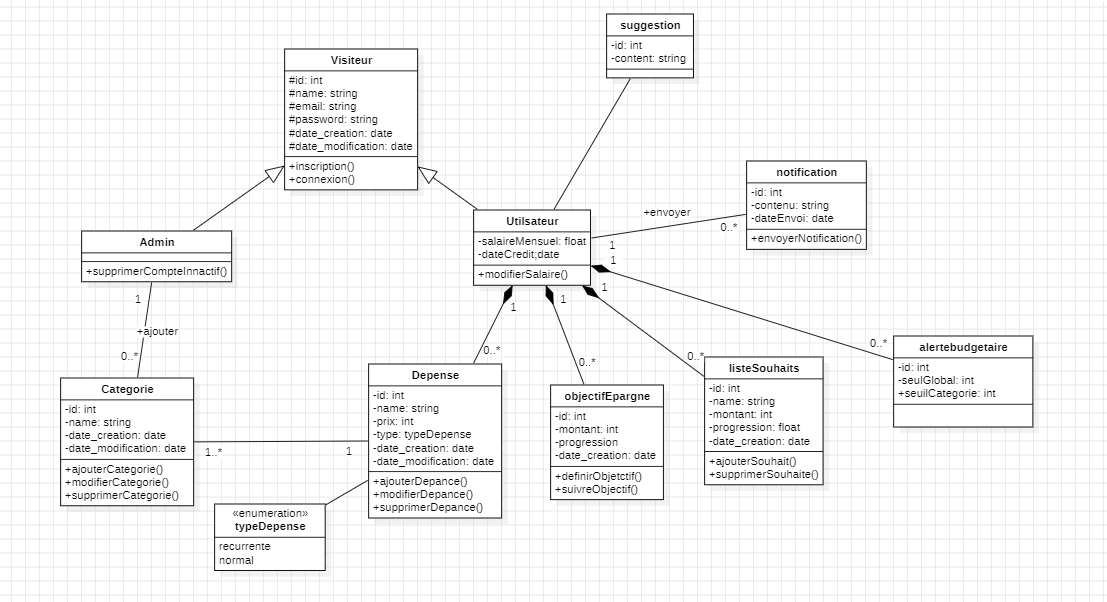 suggestion
-id: int
-content: string
Visiteur
#id: int
#name: string
#email: string
#password: string
#date_creation: date
#date_modification: date
+inscription()
+connexion()
notification
-id: int
-contenu: string
-dateEnvoi: date
+envoyerNotification()
+envoyer
1
0..*
Utilsateur
-salaireMensuel: float
-dateCredit;date
+modifierSalaire()
Admin
+supprimerCompteInnactif()
1
+ajouter
0..*
1
1
1
1
0..*
0..*
0..*
0..*
alertebudgetaire
-id: int
-seulGlobal: int
+seuilCategorie: int
Categorie
-id: int
-name: string
-date_creation: date
-date_modification: date
+ajouterCategorie()
+modifierCategorie()
+supprimerCategorie()
1..*
1
Depense
-id: int
-name: string
-prix: int
-type: typeDepense
-date_creation: date
-date_modification: date
+ajouterDepance()
+modifierDepance()
+supprimerDepance()
objectifEpargne
-id: int
-montant: int
-progression
-date_creation: date
+definirObjetctif()
+suivreObjectif()
listeSouhaits
-id: int
-name: string
-montant: int
-progression: float
-date_creation: date
+ajouterSouhait()
+supprimerSouhaite()
«enumeration»
typeDepense
recurrente
normal